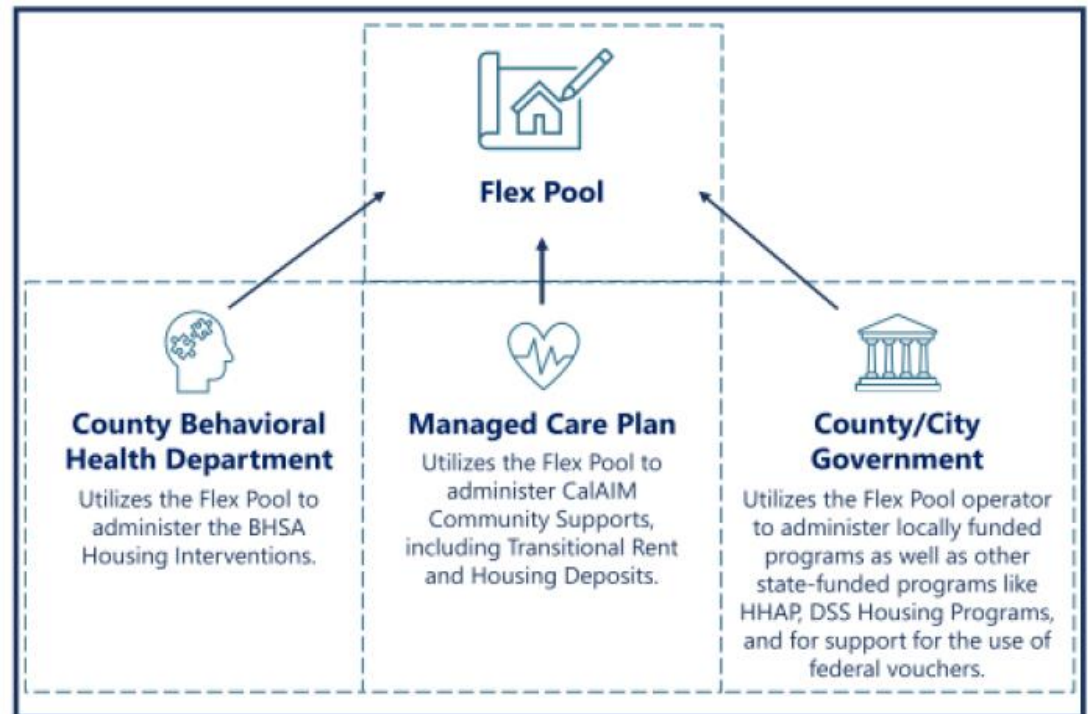 Flex Pool
County Behavioral
Health Department
Utilizes the Flex Pool to
administer the BHSA
Housing Interventions.
Managed Care Plan
Utilizes the Flex Pool to
administer CalAIM
Community Supports,
including Transitional Rent
and Housing Deposits.
County/City
Government
Utilizes the Flex Pool operator
to administer locally funded
programs as well as other
state-funded programs like
HHAP, DSS Housing Programs,
and for support for the use of
federal vouchers.